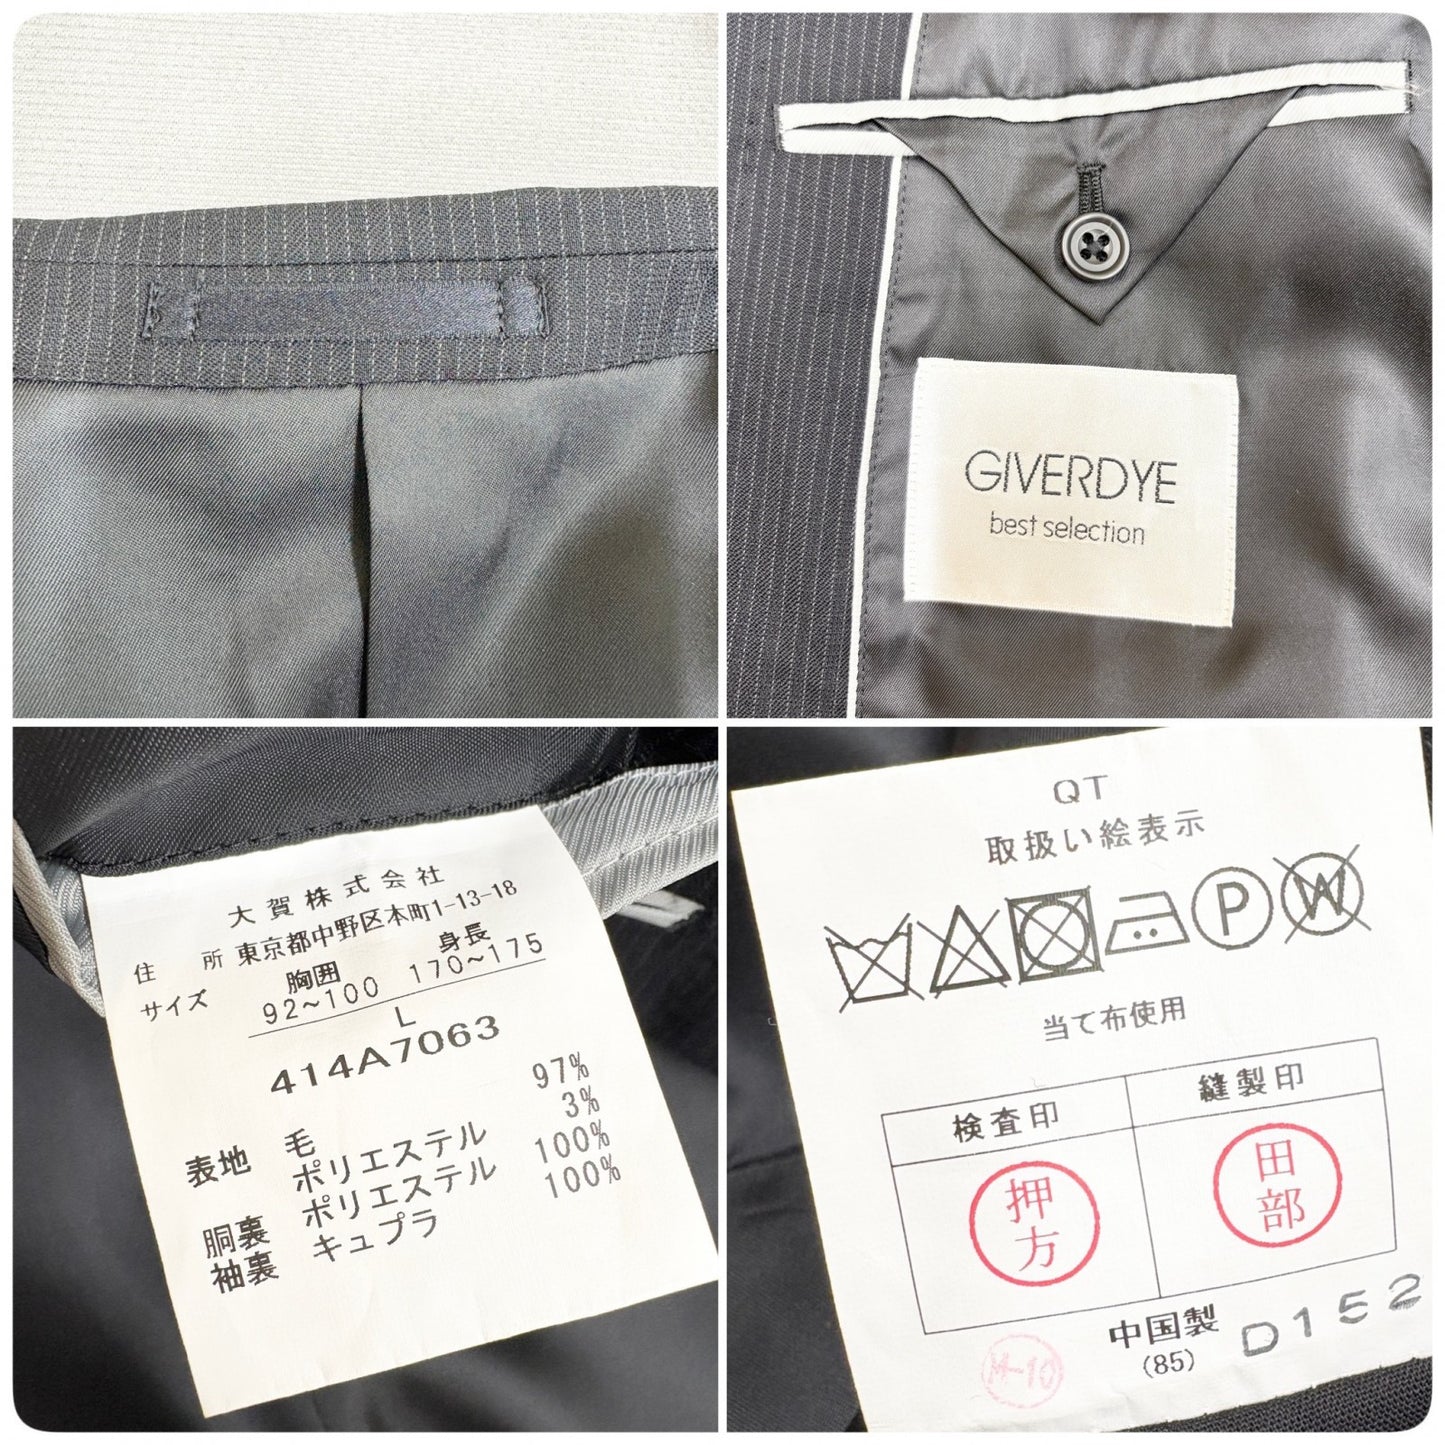 GIVERDYE
best selection
大賀株式会社
住所 東京都中野区本町1-13-18
サイズ 胸囲 身長
92~100 170~175
L
414A7063
表地 毛 97%
ポリエステル 3%
胴裏 ポリエステル 100%
袖裏 キュプラ 100%
QT
取扱い絵表示
P W
当て布使用
検査印 縫製印
押方 田部
中国製
(85)
D152
M-10